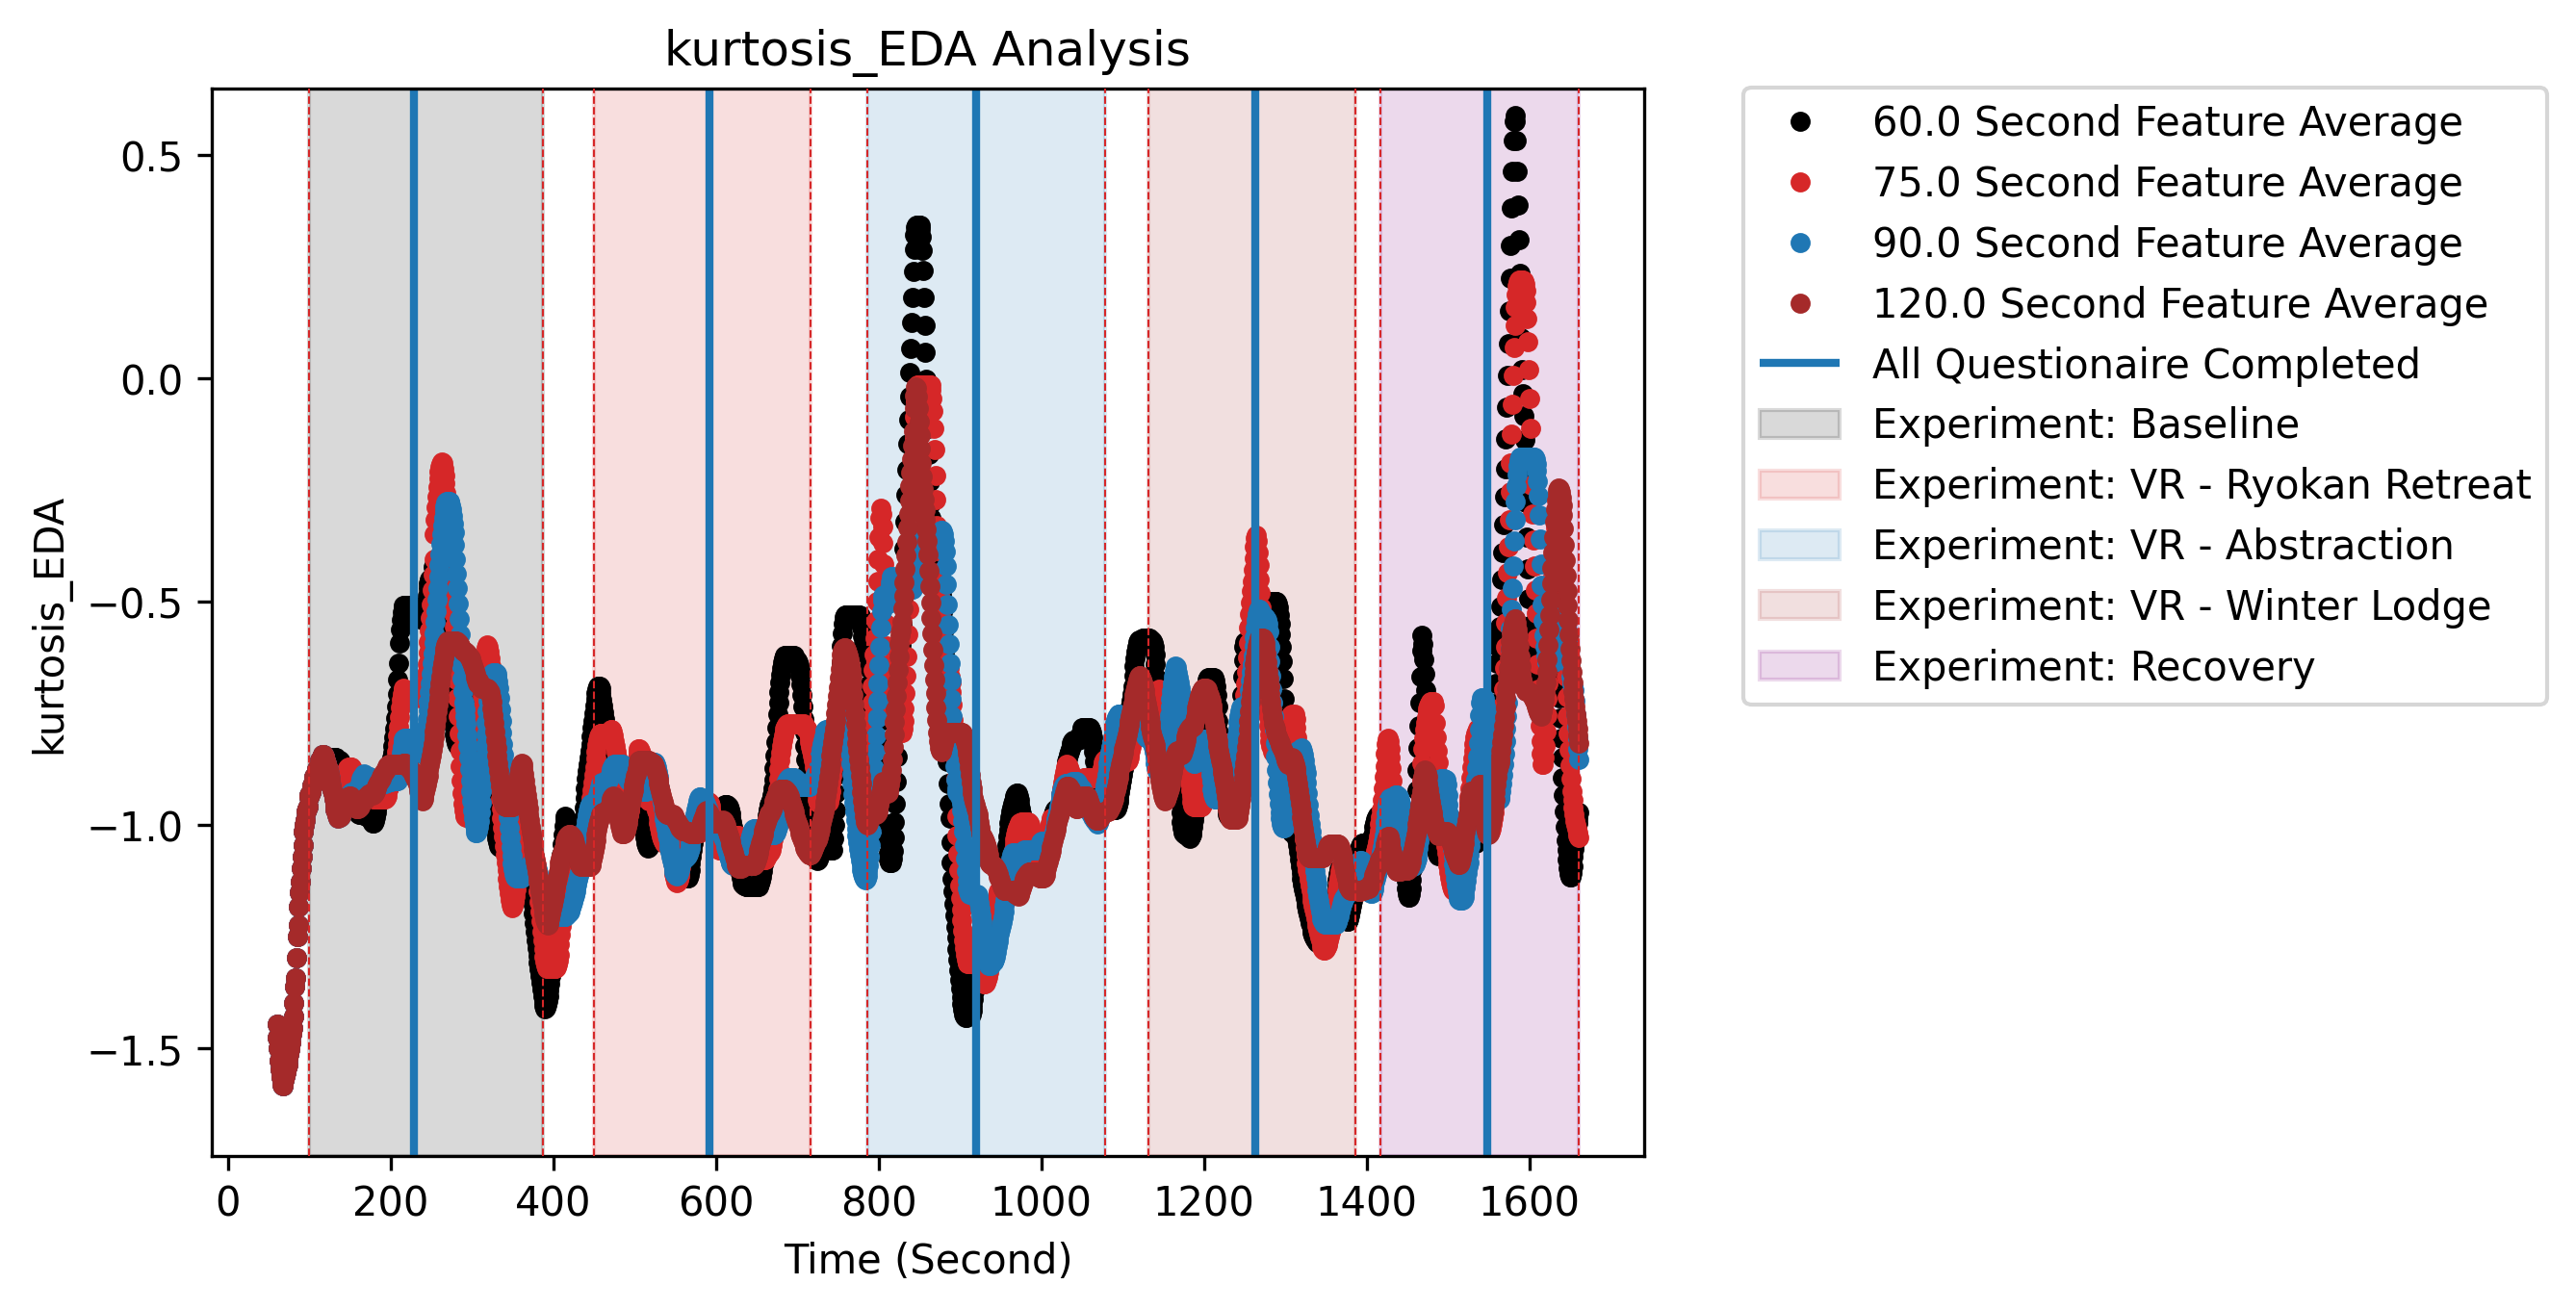 kurtosis_EDA Analysis
kurtosis_EDA
0.5
0.0
−0.5
−1.0
−1.5
0 200 400 600 800 1000 1200 1400 1600
Time (Second)
60.0 Second Feature Average
75.0 Second Feature Average
90.0 Second Feature Average
120.0 Second Feature Average
All Questionaire Completed
Experiment: Baseline
Experiment: VR - Ryokan Retreat
Experiment: VR - Abstraction
Experiment: VR - Winter Lodge
Experiment: Recovery